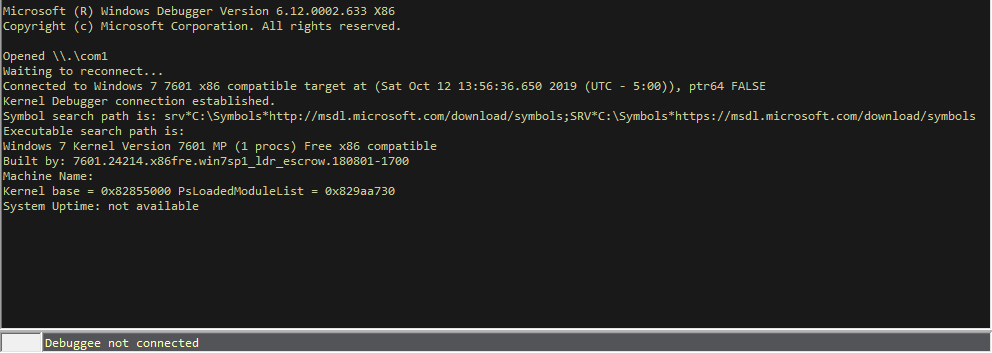 Microsoft (R) Windows Debugger Version 6.12.0002.633 X86
Copyright (c) Microsoft Corporation. All rights reserved.
Opened \\.\com1
Waiting to reconnect...
Connected to Windows 7 7601 x86 compatible target at (Sat Oct 12 13:56:36.650 2019 (UTC - 5:00)), ptr64 FALSE
Kernel Debugger connection established.
Symbol search path is: srv*C:\Symbols*http://msdl.microsoft.com/download/symbols;SRV*C:\Symbols*https://msdl.microsoft.com/download/symbols
Executable search path is:
Windows 7 Kernel Version 7601 MP (1 procs) Free x86 compatible
Built by: 7601.24214.x86fre.win7sp1_ldr_escrow.180801-1700
Machine Name:
Kernel base = 0x82855000 PsLoadedModuleList = 0x829aa730
System Uptime: not available
Debuggee not connected